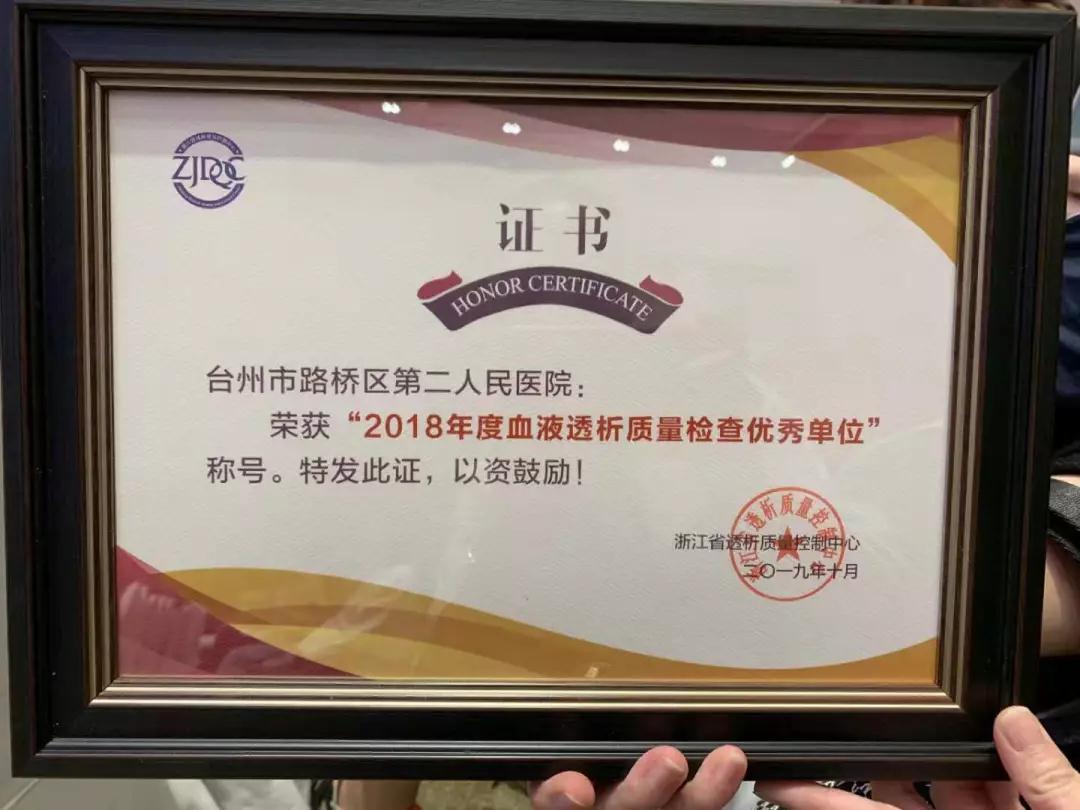 ZJDQC
证书
HONOR CERTIFICATE
台州市路桥区第二人民医院：
荣获“2018年度血液透析质量检查优秀单位”
称号。特发此证，以资鼓励！
浙江省透析质量控制中心
二〇一九年十月